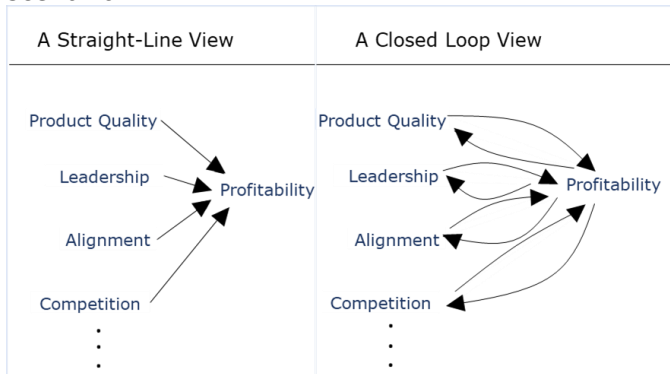 A Straight-Line View
Product Quality
Leadership
Profitability
Alignment
Competition
A Closed Loop View
Product Quality
Leadership
Profitability
Alignment
Competition